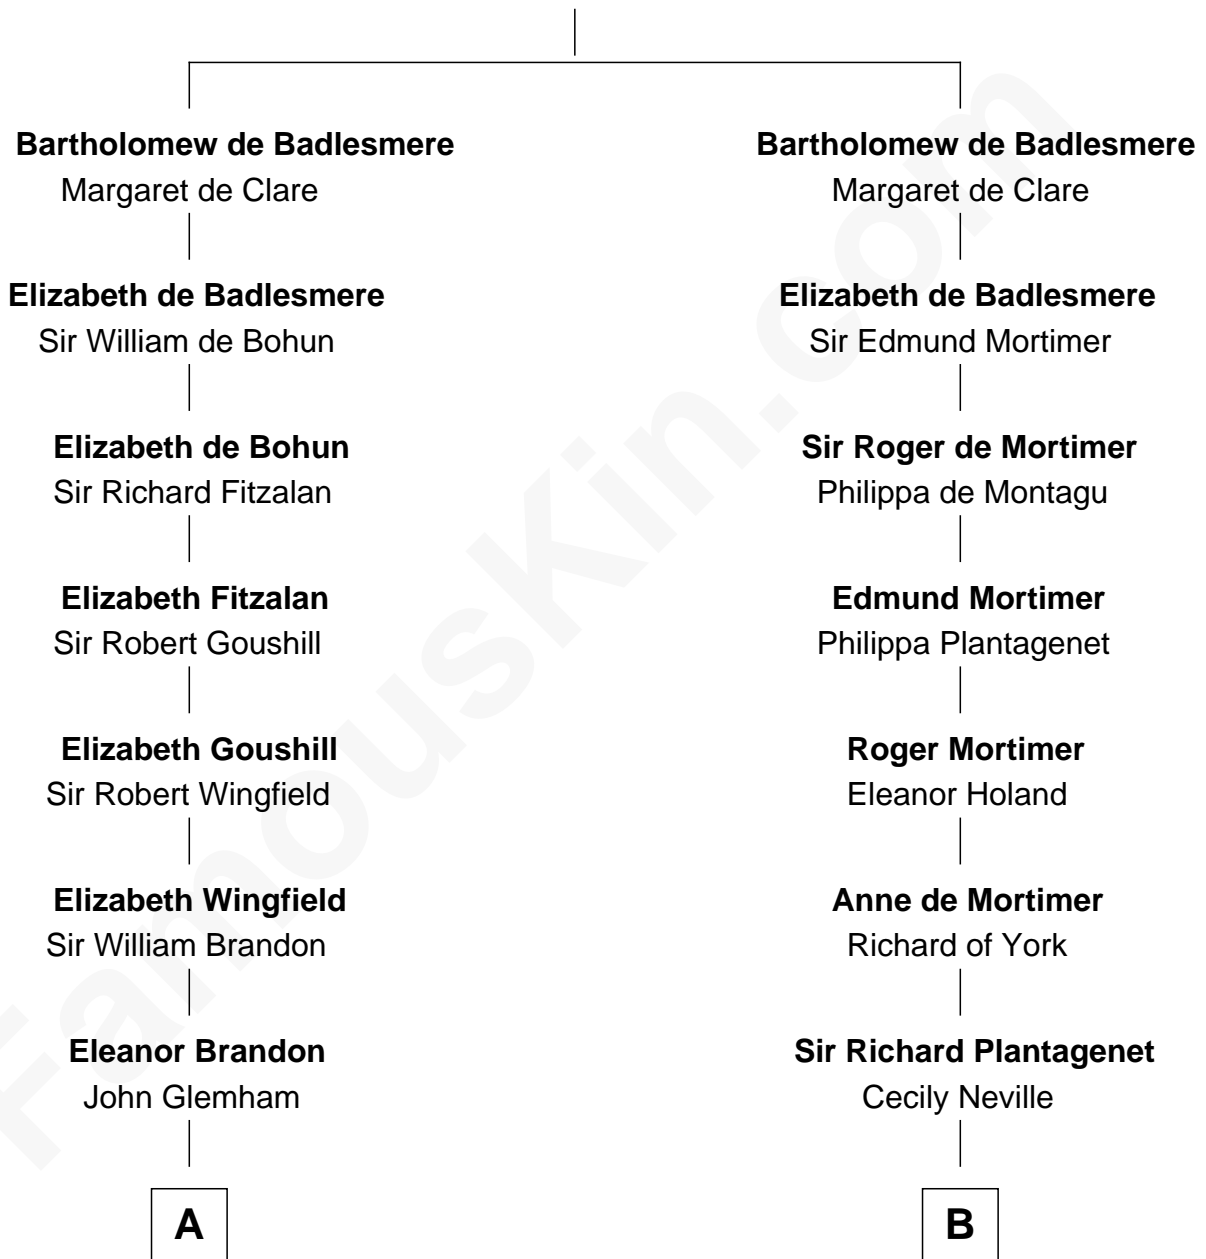 Bartholomew de Badlesmere
Margaret de Clare
Elizabeth de Badlesmere
Sir William de Bohun
Elizabeth de Bohun
Sir Richard Fitzalan
Elizabeth Fitzalan
Sir Robert Goushill
Elizabeth Goushill
Sir Robert Wingfield
Elizabeth Wingfield
Sir William Brandon
Eleanor Brandon
John Glemham
A
Bartholomew de Badlesmere
Margaret de Clare
Elizabeth de Badlesmere
Sir Edmund Mortimer
Sir Roger de Mortimer
Philippa de Montagu
Edmund Mortimer
Philippa Plantagenet
Roger Mortimer
Eleanor Holand
Anne de Mortimer
Richard of York
Sir Richard Plantagenet
Cecily Neville
B
FamousKin.com